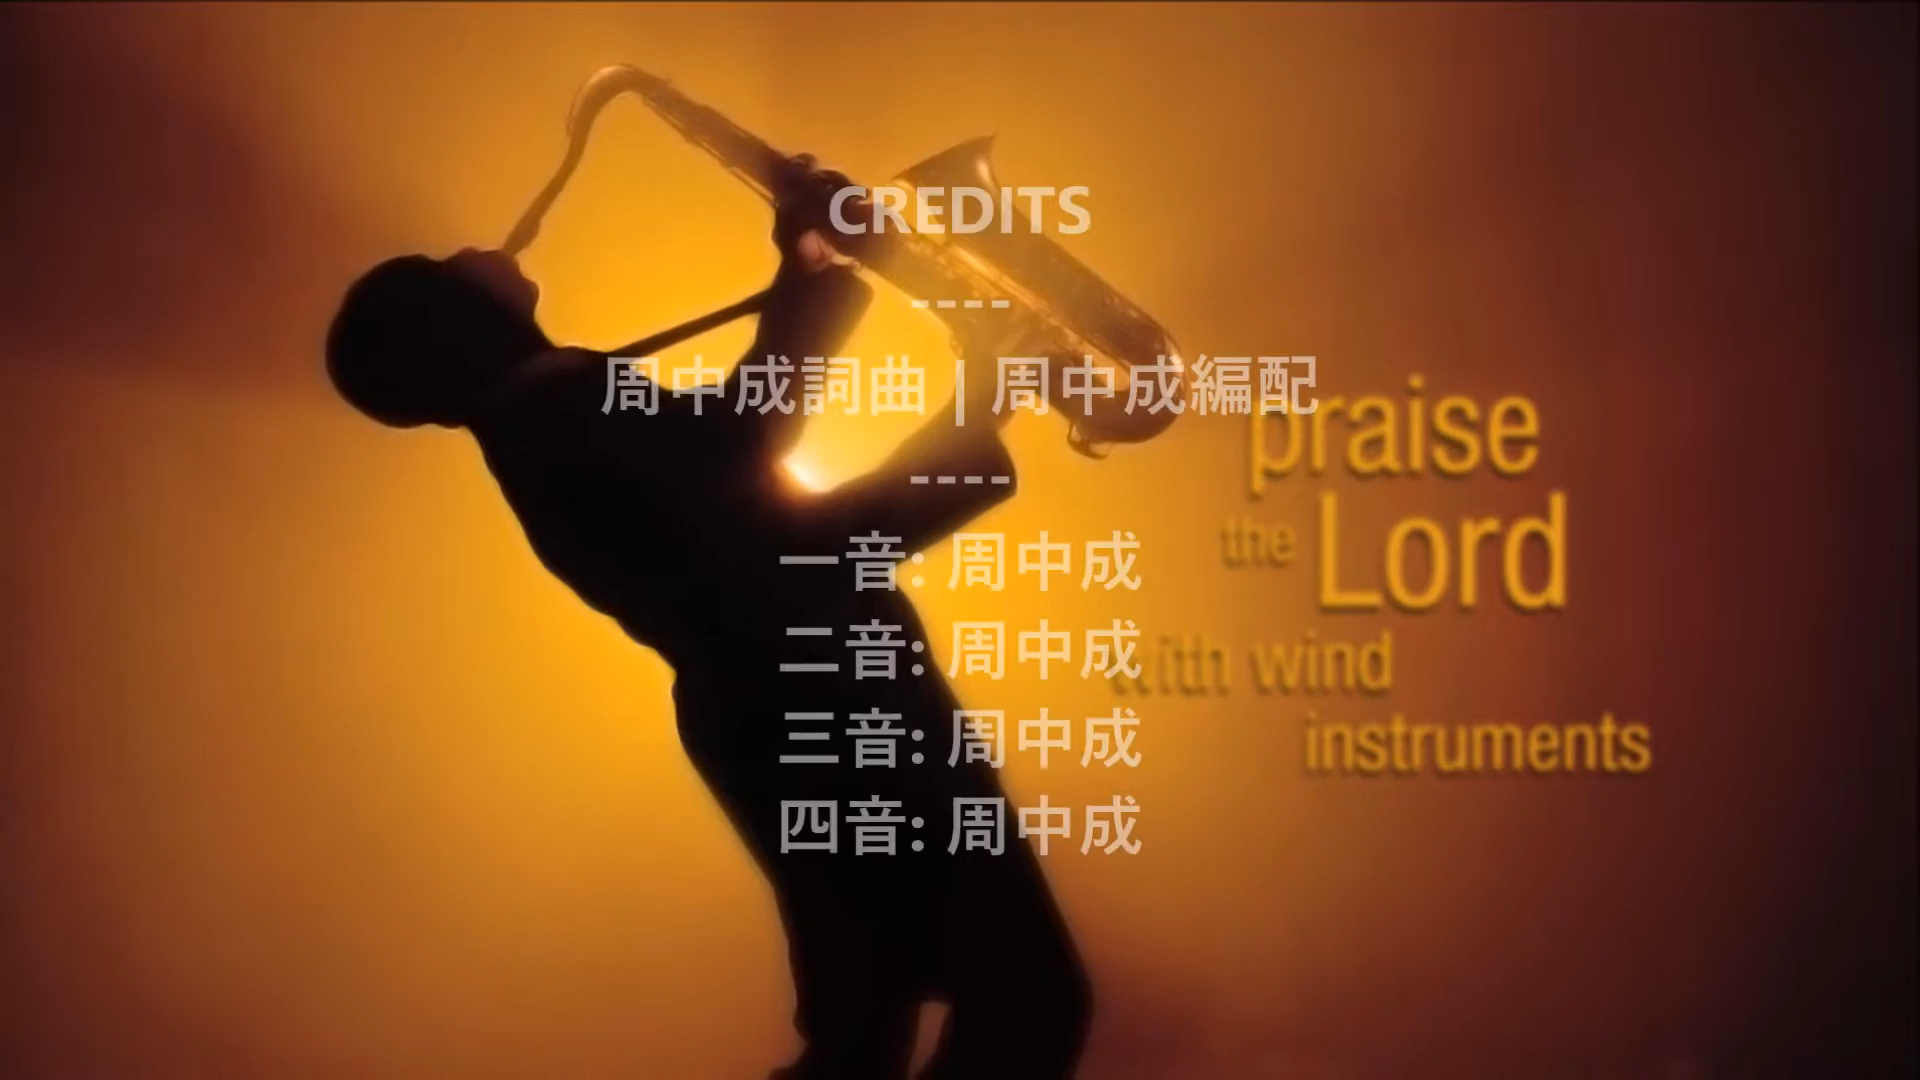 CREDITS
----
周中成詞曲 | 周中成編配
----
一音: 周中成
二音: 周中成
三音: 周中成
四音: 周中成
praise
the Lord
with wind
instruments